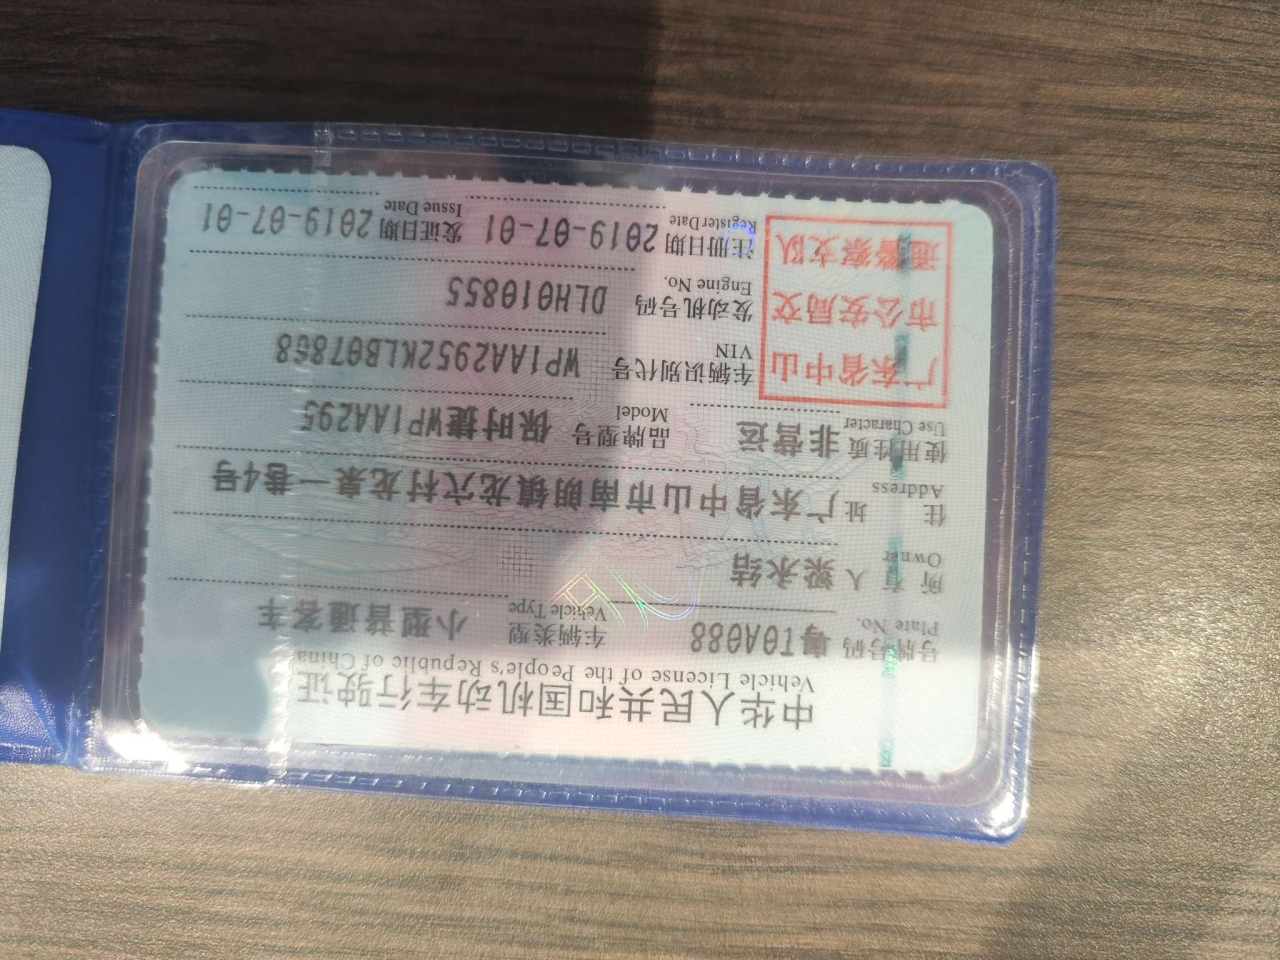 中华人民共和国机动车行驶证
Vehicle License of the People's Republic of China
号牌号码 粤T0A088 车辆类型 小型普通客车
Plate No. Vehicle Type
所有人 梁永结
Owner
住址 广东省中山市南朗镇龙穴村龙泉一巷4号
Address
使用性质 非营运 品牌型号 保时捷WP1AA295
Use Character Model
广东省中山
市公安局交
通警察支队
车辆识别代号 WP1AA2952KLB07868
VIN
发动机号码 DLH010855
Engine No.
注册日期 2019-07-01 发证日期 2019-07-01
Register Date Issue Date